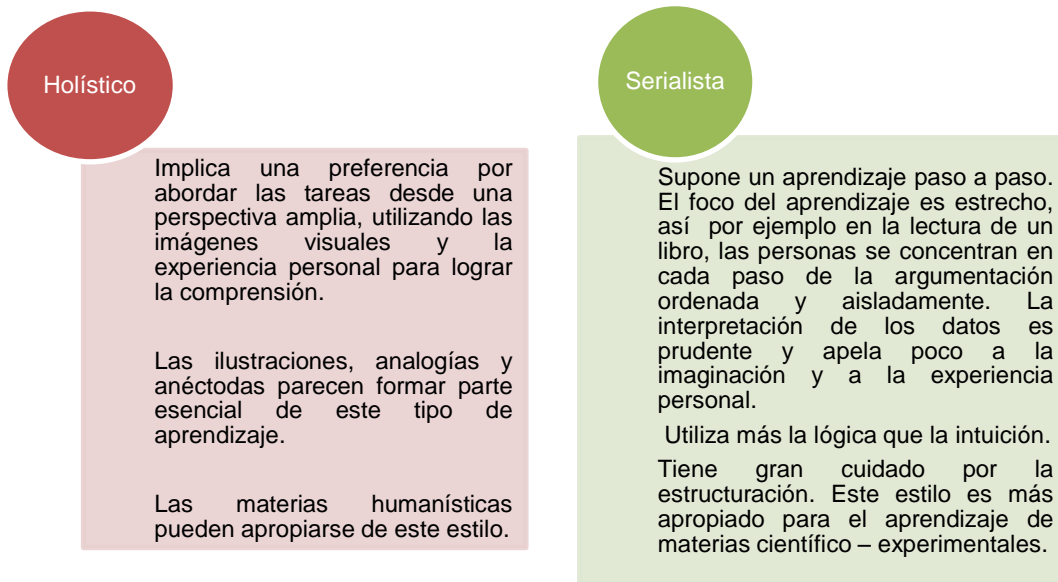 Holístico
Implica una preferencia por
abordar las tareas desde una
perspectiva amplia, utilizando las
imágenes visuales y la
experiencia personal para lograr
la comprensión.
Las ilustraciones, analogías y
anéctodas parecen formar parte
esencial de este tipo de
aprendizaje.
Las materias humanísticas
pueden apropiarse de este estilo.
Serialista
Supone un aprendizaje paso a paso.
El foco del aprendizaje es estrecho,
así por ejemplo en la lectura de un
libro, las personas se concentran en
cada paso de la argumentación
ordenada y aisladamente. La
interpretación de los datos es
prudente y apela poco a la
imaginación y a la experiencia
personal.
Utiliza más la lógica que la intuición.
Tiene gran cuidado por la
estructuración. Este estilo es más
apropiado para el aprendizaje de
materias científico – experimentales.